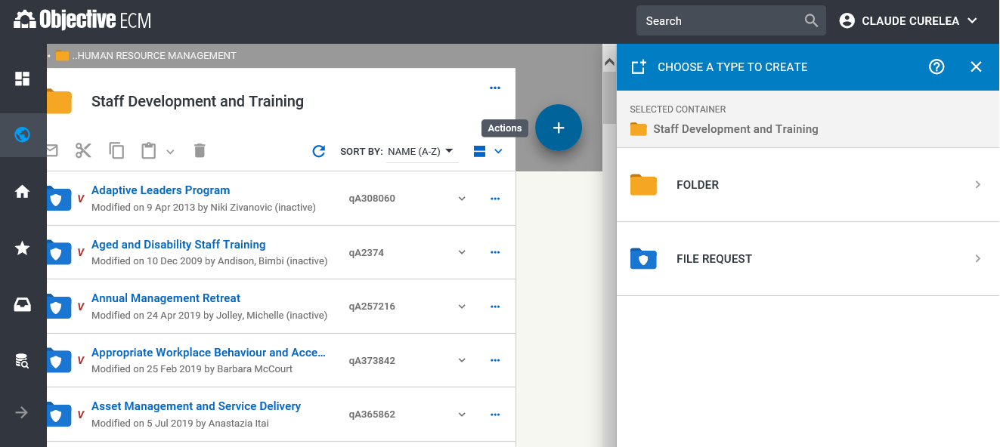 Objective ECM
Search
CLAUDE CURELEA
..HUMAN RESOURCE MANAGEMENT
Staff Development and Training
Actions
SORT BY: NAME (A-Z)
V Adaptive Leaders Program qA308060
Modified on 9 Apr 2013 by Niki Zivanovic (inactive)
V Aged and Disability Staff Training qA2374
Modified on 10 Dec 2009 by Andison, Bimbi (inactive)
V Annual Management Retreat qA257216
Modified on 24 Apr 2019 by Jolley, Michelle (inactive)
V Appropriate Workplace Behaviour and Acce... qA373842
Modified on 25 Feb 2019 by Barbara McCourt
V Asset Management and Service Delivery qA365862
Modified on 5 Jul 2019 by Anastazia Itai
CHOOSE A TYPE TO CREATE
SELECTED CONTAINER
Staff Development and Training
FOLDER
FILE REQUEST